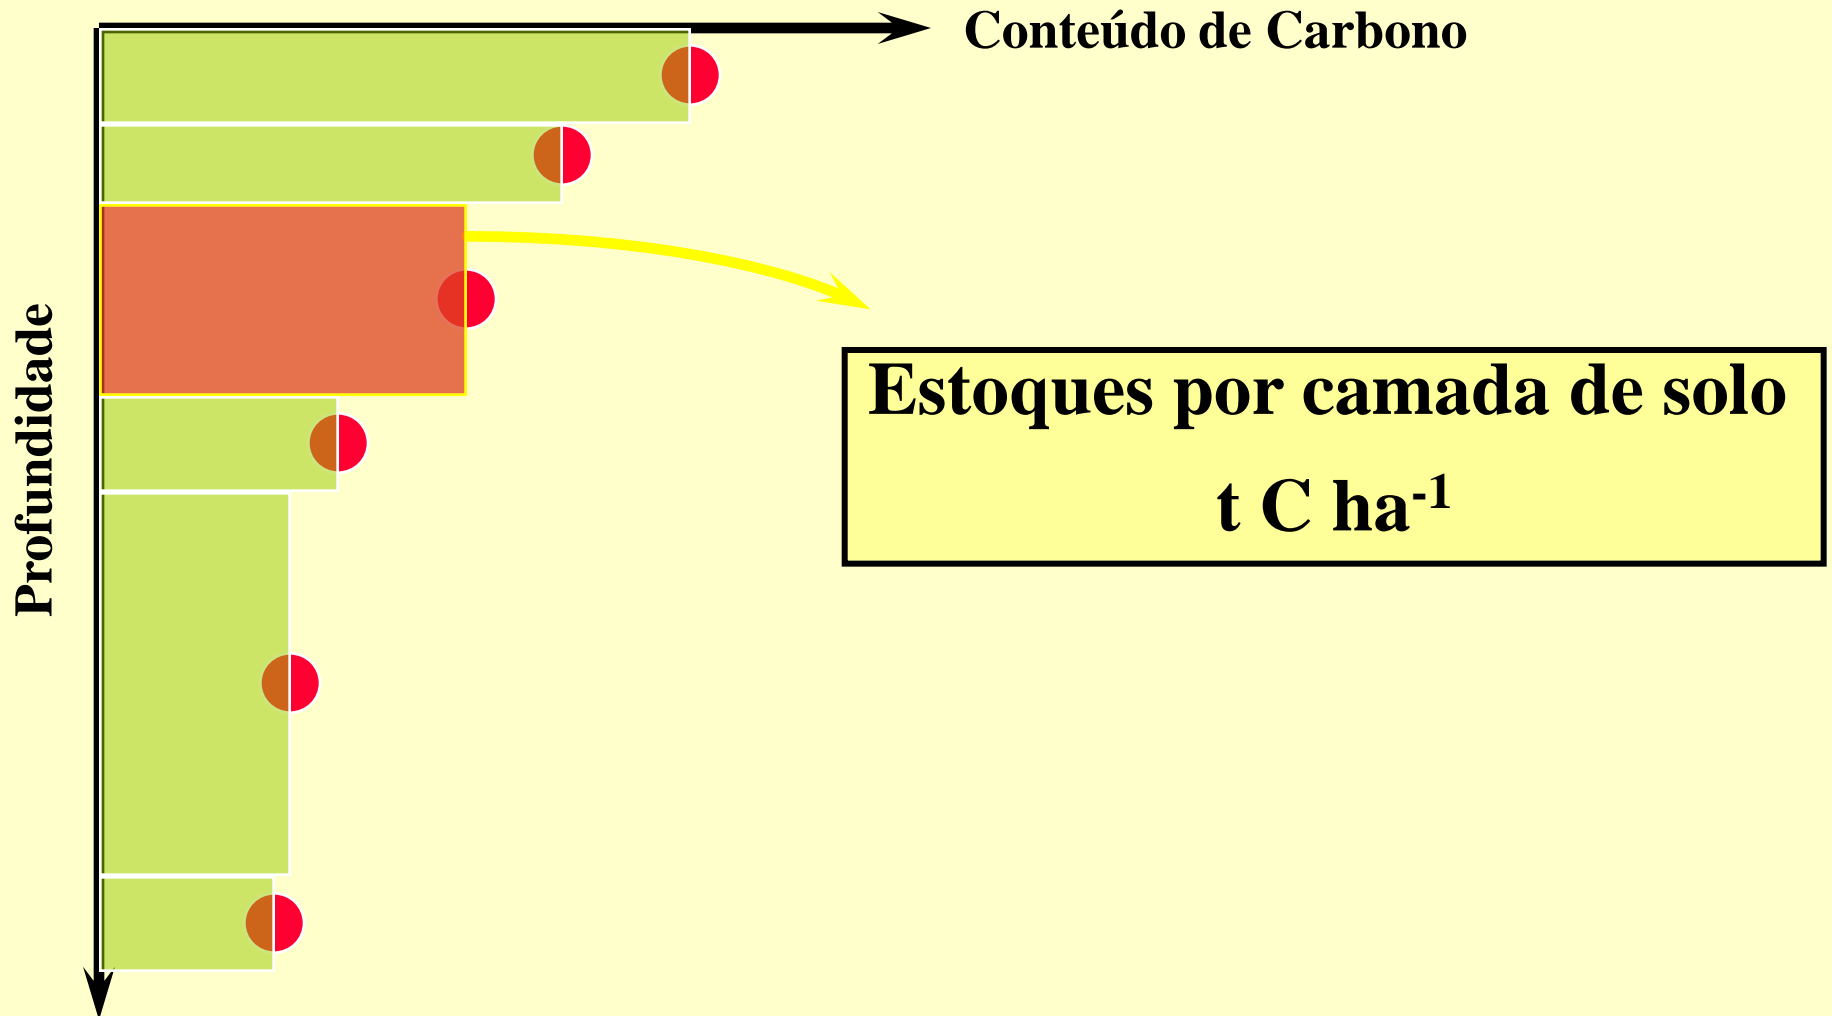 Conteúdo de Carbono
Profundidade
Estoques por camada de solo
t C ha-1